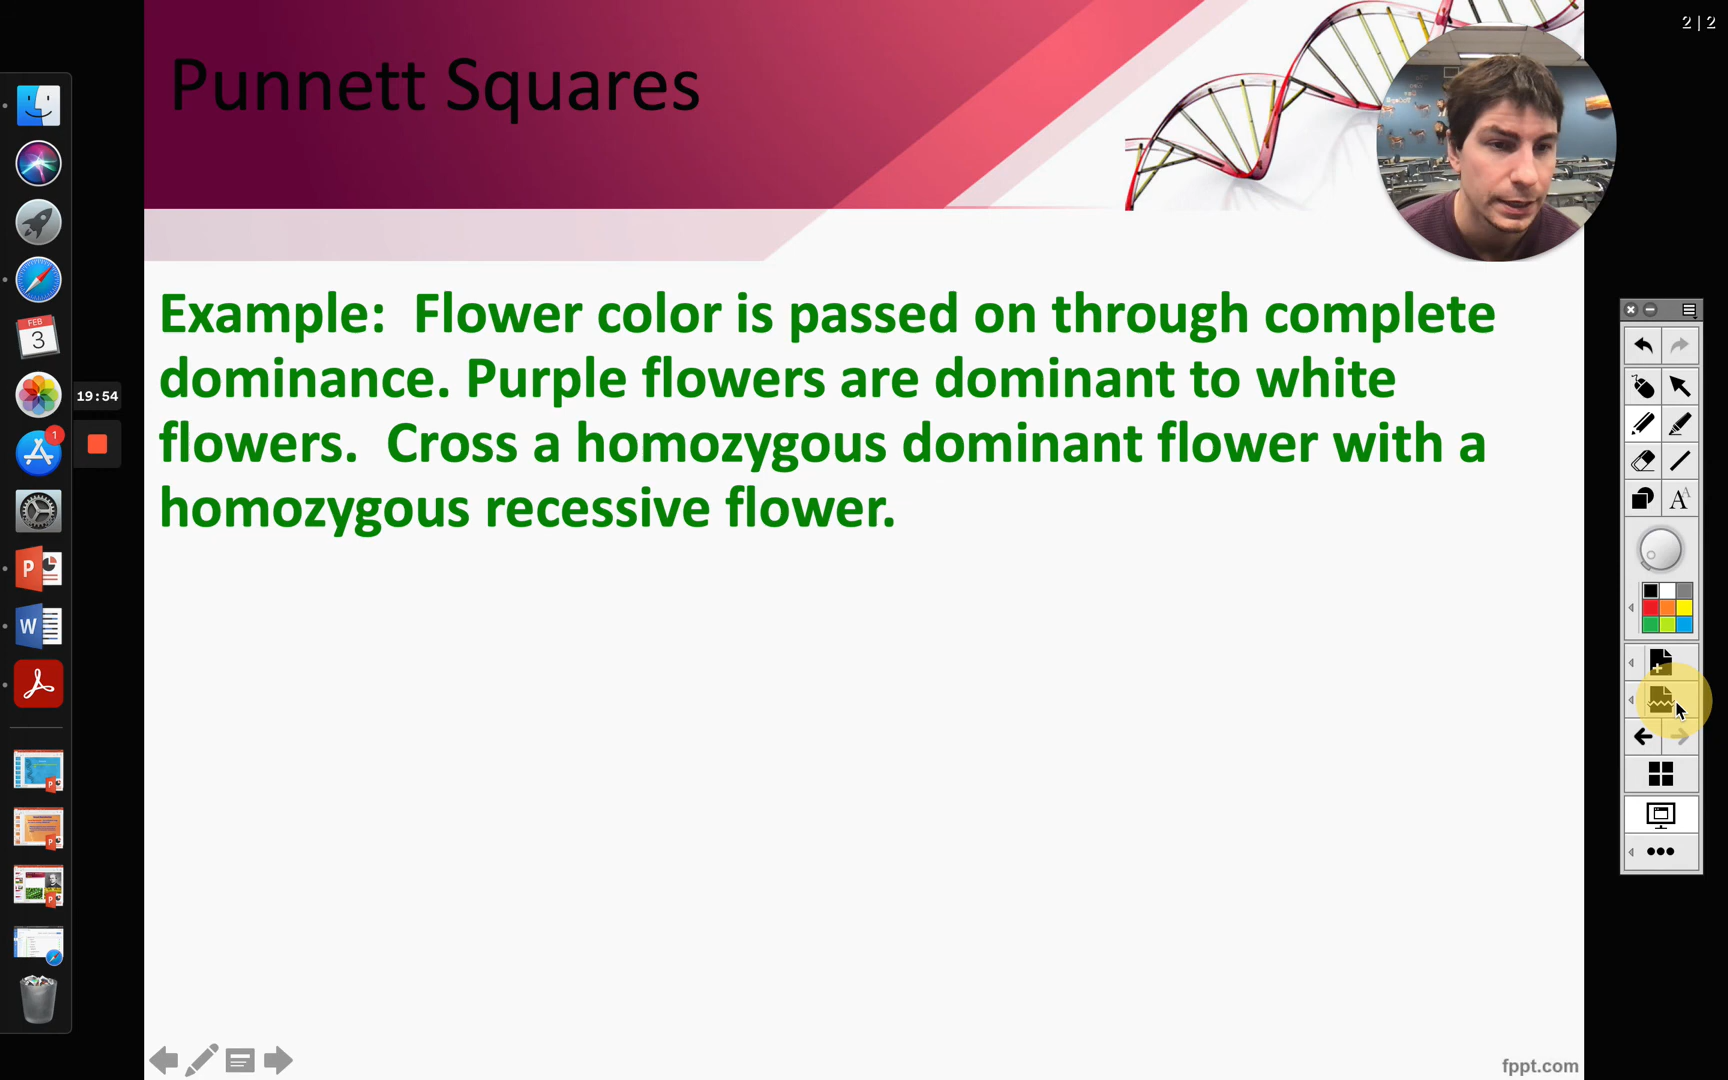 2 | 2
Punnett Squares
Example:  Flower color is passed on through complete
dominance. Purple flowers are dominant to white
flowers.  Cross a homozygous dominant flower with a
homozygous recessive flower.
FEB
3
19:54
1
P
W
A A
fppt.com